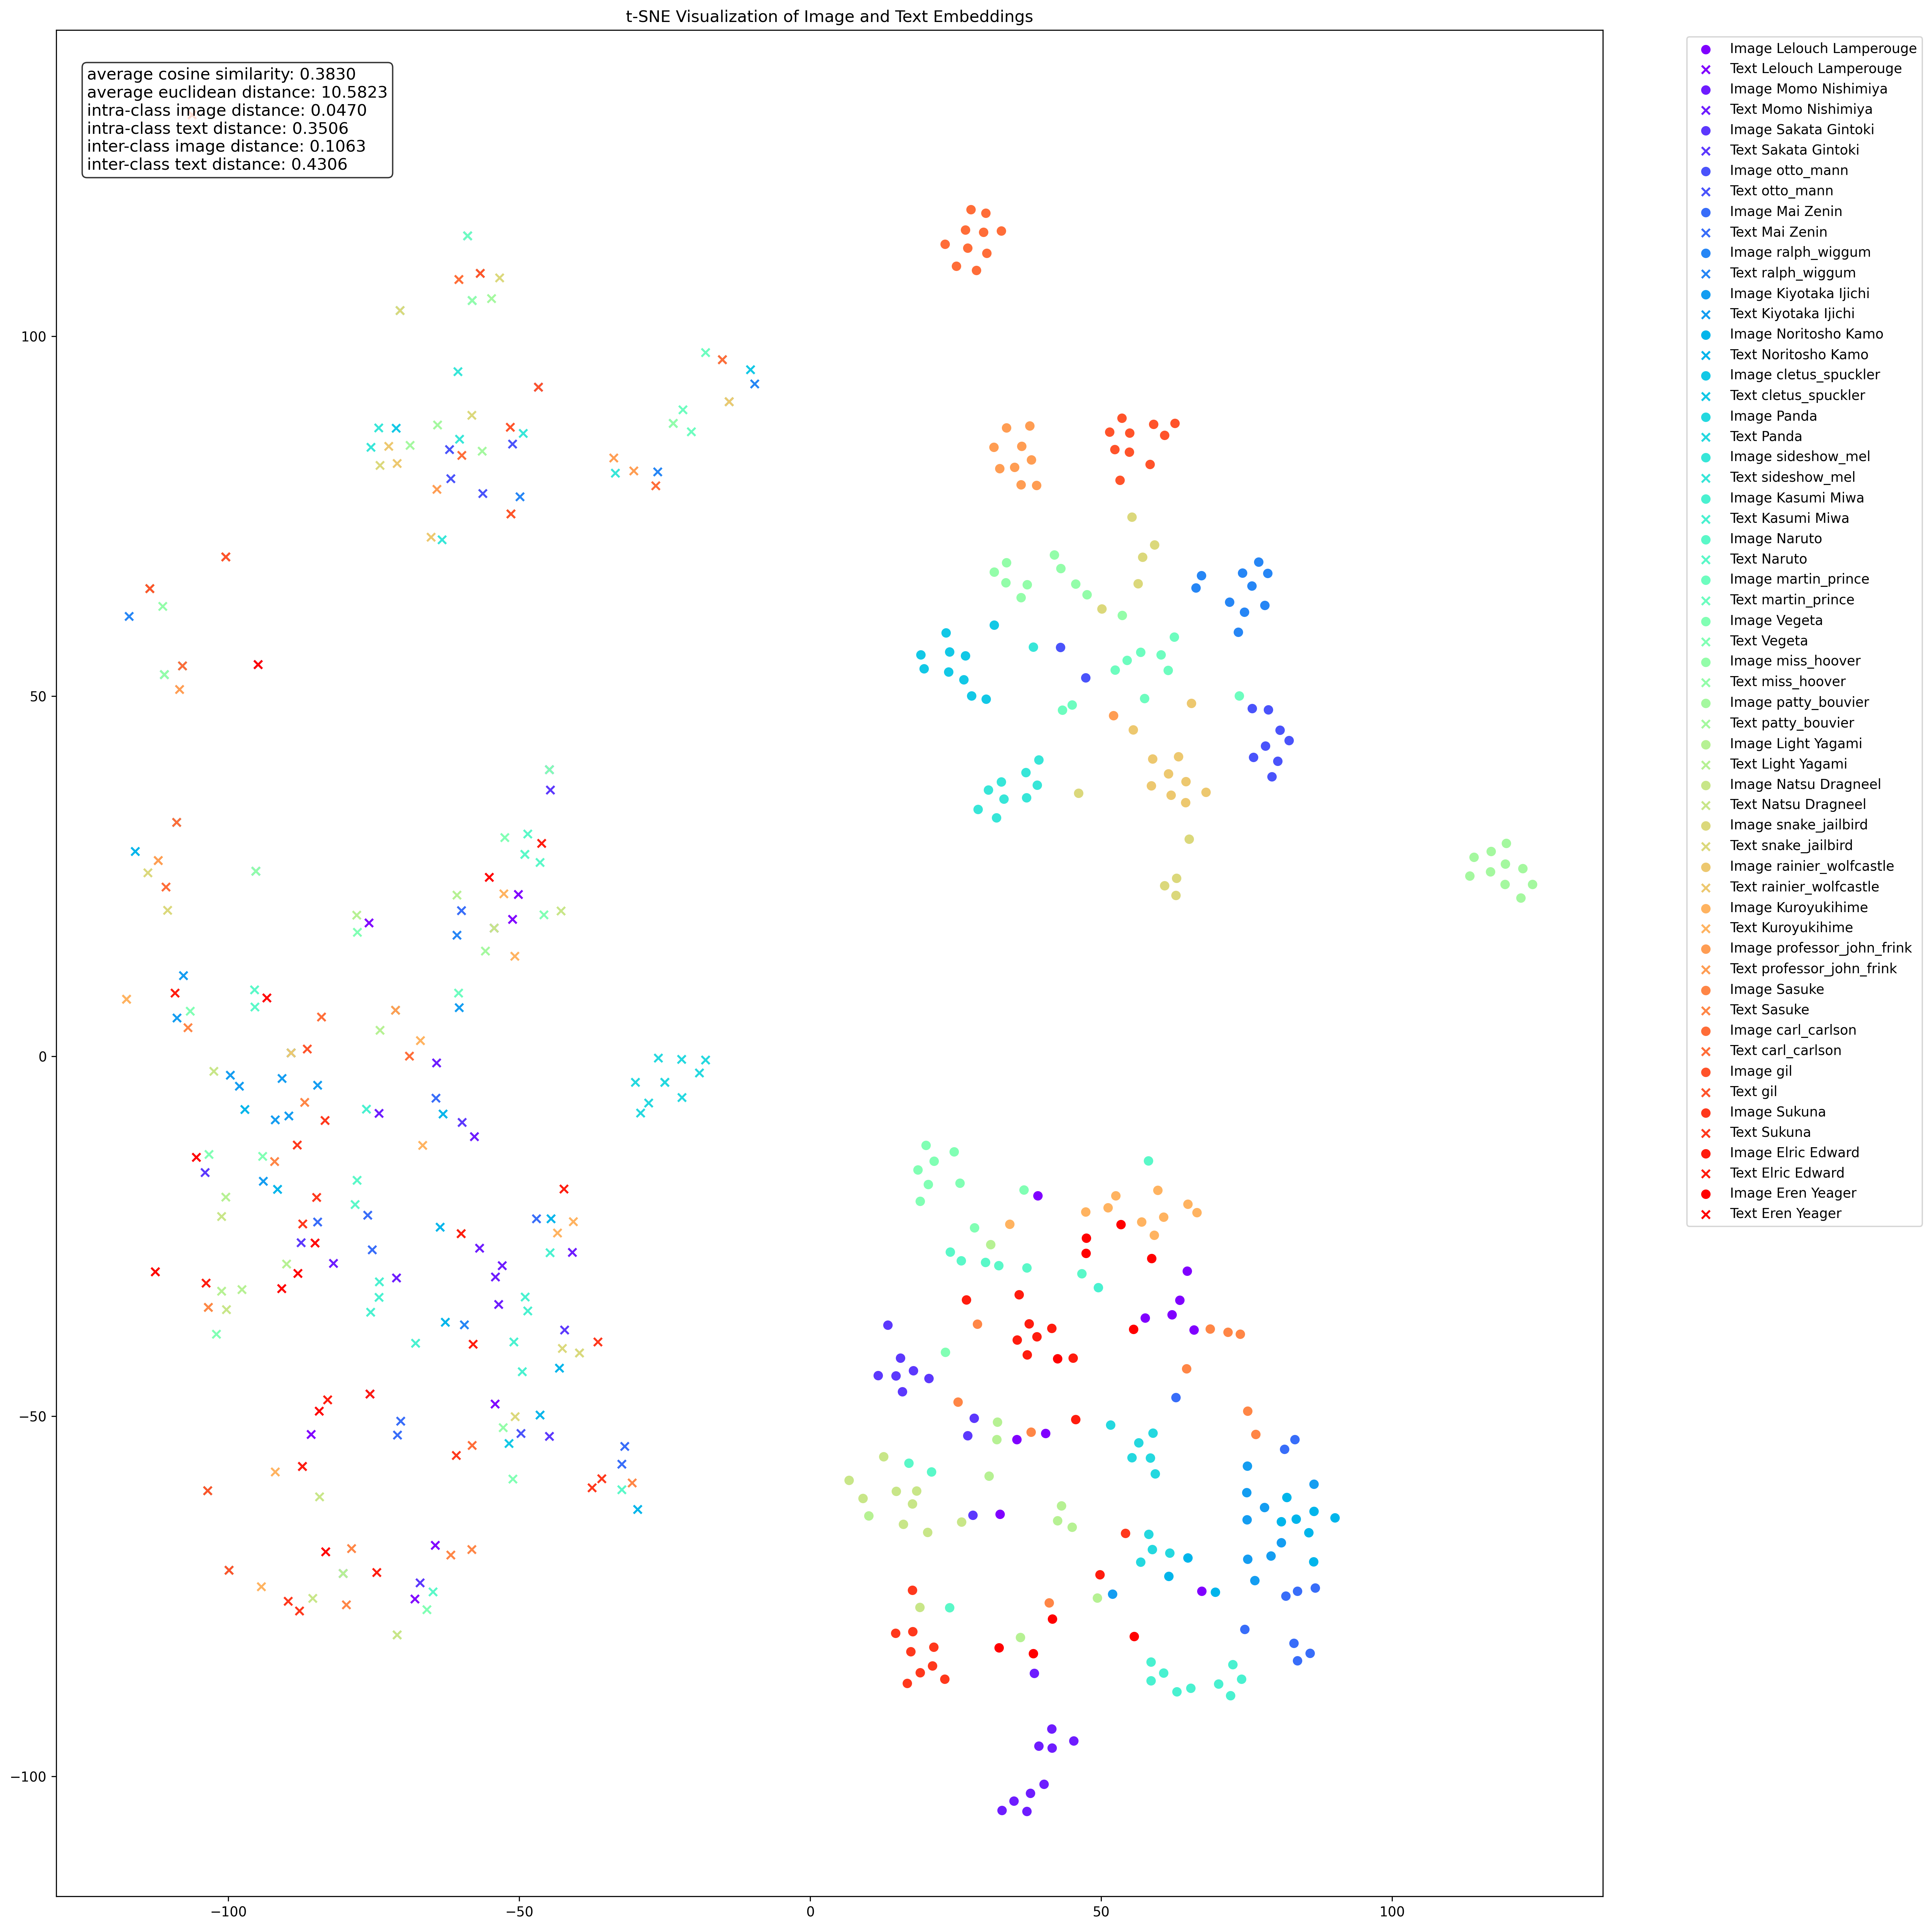 t-SNE Visualization of Image and Text Embeddings
average cosine similarity: 0.3830
average euclidean distance: 10.5823
intra-class image distance: 0.0470
intra-class text distance: 0.3506
inter-class image distance: 0.1063
inter-class text distance: 0.4306
100
50
0
−50
−100
−100
−50
0
50
100
Image Lelouch Lamperouge
Text Lelouch Lamperouge
Image Momo Nishimiya
Text Momo Nishimiya
Image Sakata Gintoki
Text Sakata Gintoki
Image otto_mann
Text otto_mann
Image Mai Zenin
Text Mai Zenin
Image ralph_wiggum
Text ralph_wiggum
Image Kiyotaka Ijichi
Text Kiyotaka Ijichi
Image Noritosho Kamo
Text Noritosho Kamo
Image cletus_spuckler
Text cletus_spuckler
Image Panda
Text Panda
Image sideshow_mel
Text sideshow_mel
Image Kasumi Miwa
Text Kasumi Miwa
Image Naruto
Text Naruto
Image martin_prince
Text martin_prince
Image Vegeta
Text Vegeta
Image miss_hoover
Text miss_hoover
Image patty_bouvier
Text patty_bouvier
Image Light Yagami
Text Light Yagami
Image Natsu Dragneel
Text Natsu Dragneel
Image snake_jailbird
Text snake_jailbird
Image rainier_wolfcastle
Text rainier_wolfcastle
Image Kuroyukihime
Text Kuroyukihime
Image professor_john_frink
Text professor_john_frink
Image Sasuke
Text Sasuke
Image carl_carlson
Text carl_carlson
Image gil
Text gil
Image Sukuna
Text Sukuna
Image Elric Edward
Text Elric Edward
Image Eren Yeager
Text Eren Yeager